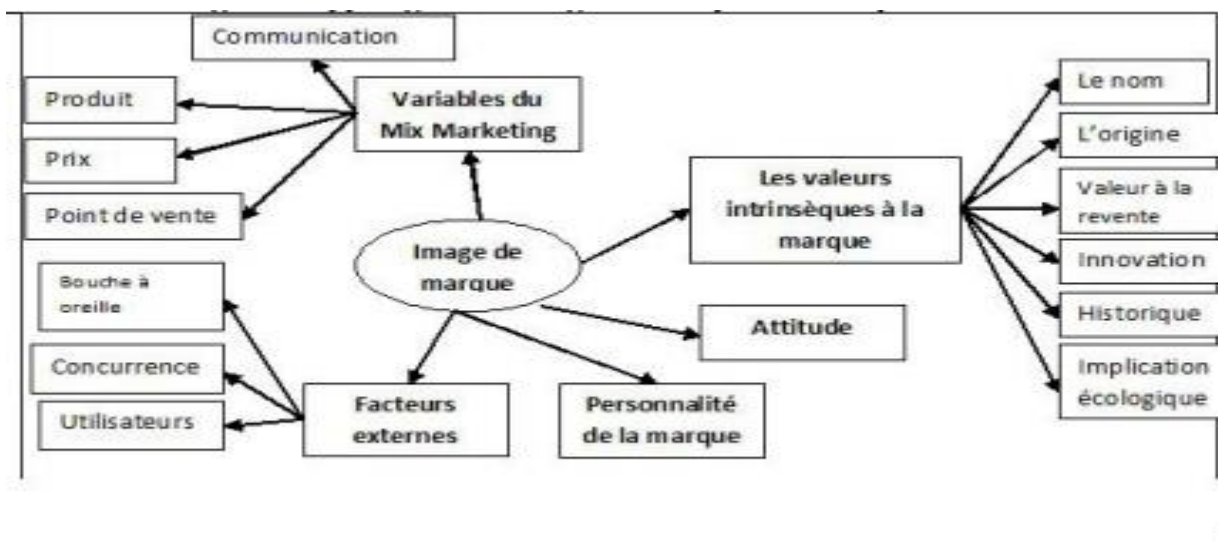 Communication
Produit
Variables du
Mix Marketing
Prix
Point de vente
Image de
marque
Les valeurs
intrinsèques à la
marque
Le nom
L'origine
Valeur à la
revente
Innovation
Historique
Implication
écologique
Attitude
Bouche à
oreille
Concurrence
Utilisateurs
Facteurs
externes
Personnalité
de la marque